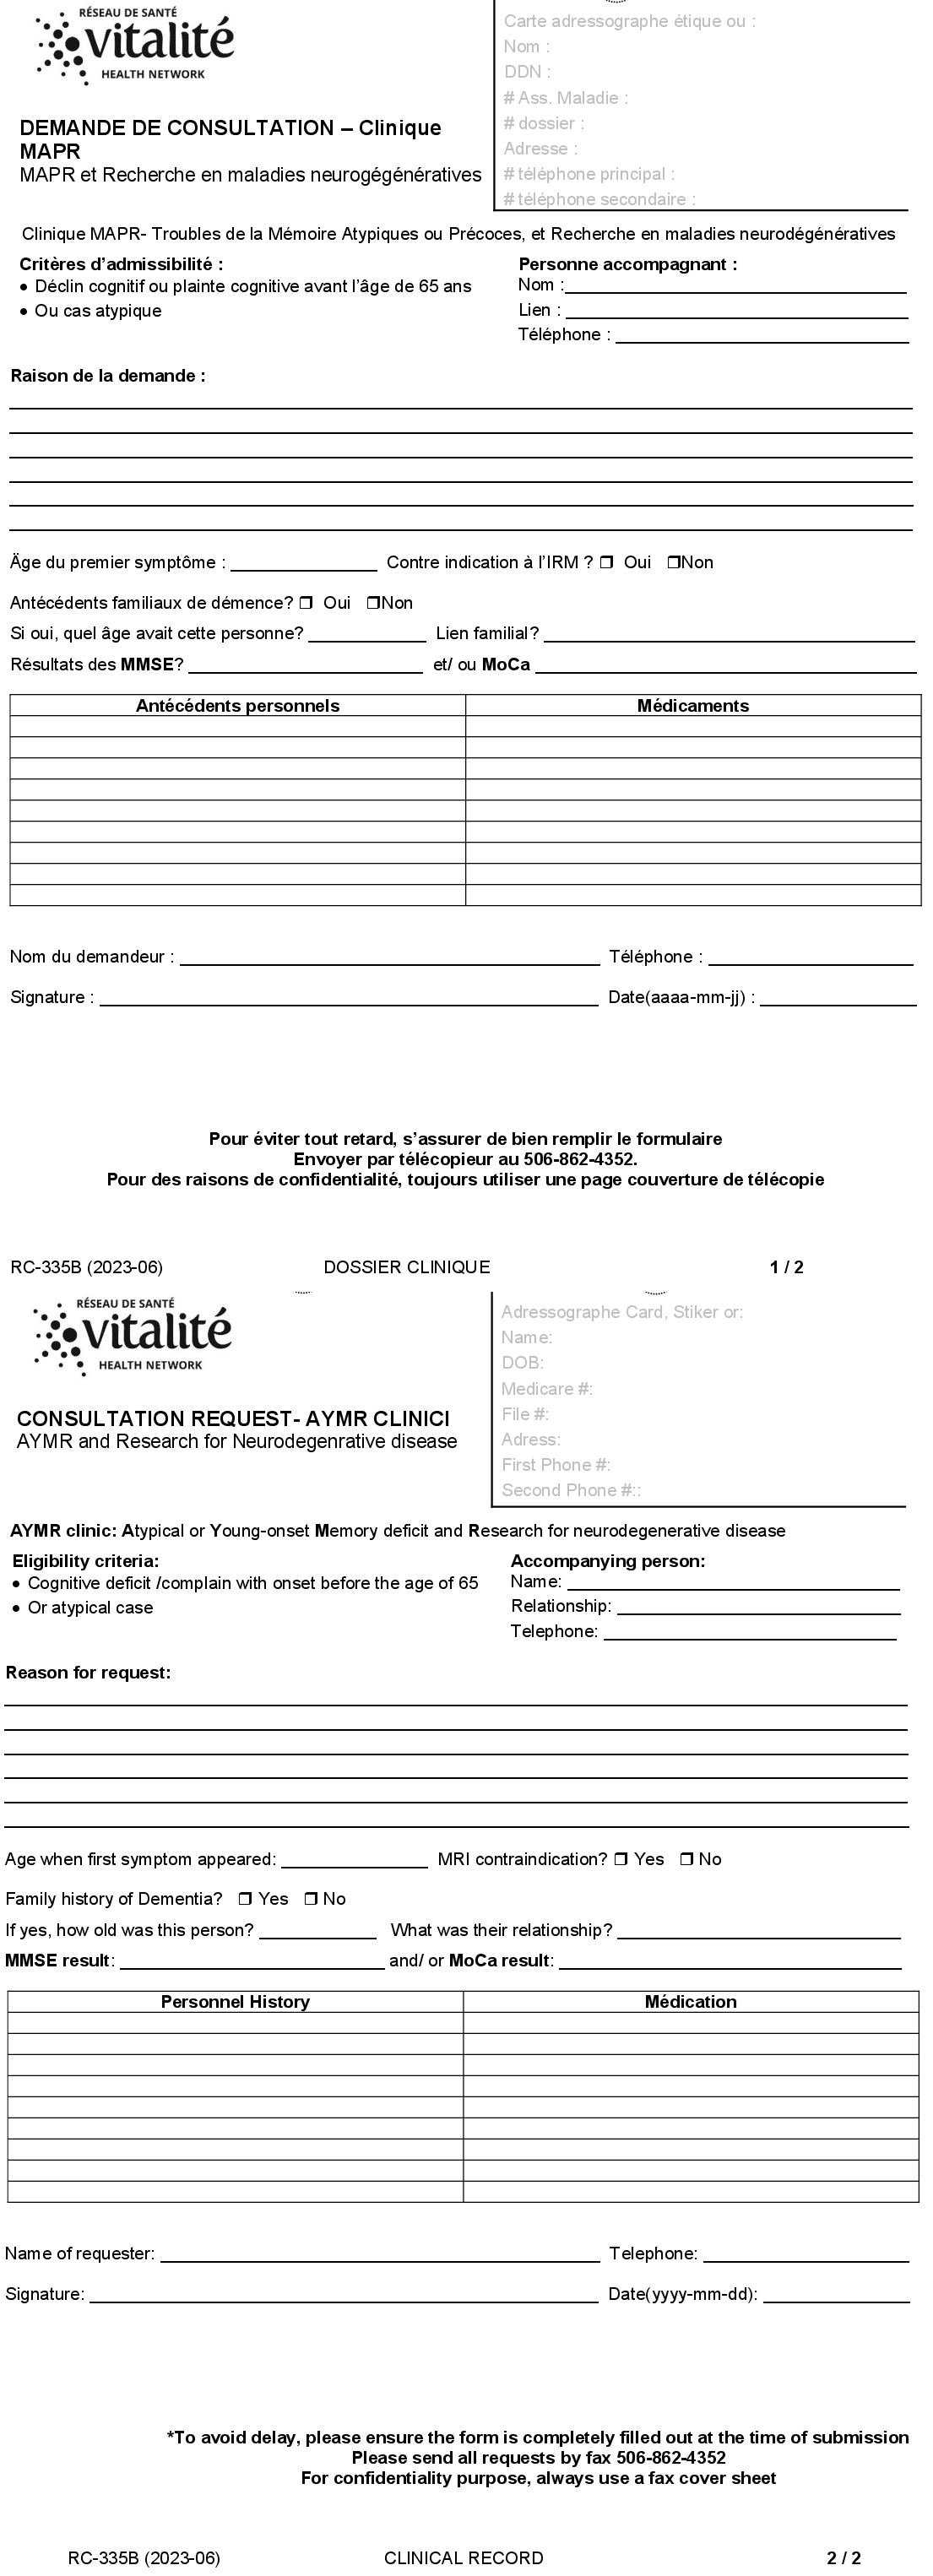 RÉSEAU DE SANTÉ
vitalité
HEALTH NETWORK
Carte adressographe étique ou :
Nom :
DDN :
# Ass. Maladie :
# dossier :
Adresse :
# téléphone principal :
# téléphone secondaire :
DEMANDE DE CONSULTATION – Clinique
MAPR
MAPR et Recherche en maladies neurogégénératives
Clinique MAPR- Troubles de la Mémoire Atypiques ou Précoces, et Recherche en maladies neurodégénératives
Critères d'admissibilité :
• Déclin cognitif ou plainte cognitive avant l'âge de 65 ans
• Ou cas atypique
Personne accompagnant :
Nom :
Lien :
Téléphone :
Raison de la demande :
Äge du premier symptôme : Contre indication à l'IRM ? ❒ Oui ❒Non
Antécédents familiaux de démence? ❒ Oui ❒Non
Si oui, quel âge avait cette personne? Lien familial?
Résultats des MMSE? et/ ou MoCa
Antécédents personnels Médicaments
Nom du demandeur : Téléphone :
Signature : Date(aaaa-mm-jj) :
Pour éviter tout retard, s'assurer de bien remplir le formulaire
Envoyer par télécopieur au 506-862-4352.
Pour des raisons de confidentialité, toujours utiliser une page couverture de télécopie
RC-335B (2023-06) DOSSIER CLINIQUE 1 / 2
RÉSEAU DE SANTÉ
vitalité
HEALTH NETWORK
Adressographe Card, Stiker or:
Name:
DOB:
Medicare #:
File #:
Adress:
First Phone #:
Second Phone #::
CONSULTATION REQUEST- AYMR CLINICI
AYMR and Research for Neurodegenrative disease
AYMR clinic: Atypical or Young-onset Memory deficit and Research for neurodegenerative disease
Eligibility criteria:
• Cognitive deficit /complain with onset before the age of 65
• Or atypical case
Accompanying person:
Name:
Relationship:
Telephone:
Reason for request:
Age when first symptom appeared: MRI contraindication? ❒ Yes ❒ No
Family history of Dementia? ❒ Yes ❒ No
If yes, how old was this person? What was their relationship?
MMSE result: and/ or MoCa result:
Personnel History Médication
Name of requester: Telephone:
Signature: Date(yyyy-mm-dd):
*To avoid delay, please ensure the form is completely filled out at the time of submission
Please send all requests by fax 506-862-4352
For confidentiality purpose, always use a fax cover sheet
RC-335B (2023-06) CLINICAL RECORD 2 / 2